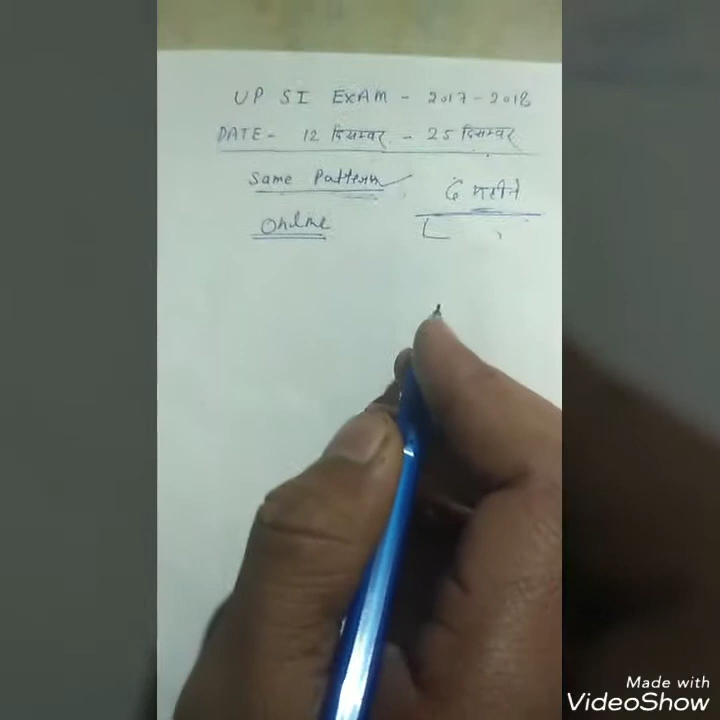 UP SI EXAM - 2017-2018
DATE - 12 दिसम्बर - 25 दिसम्बर
Same Pattern
6 महीने
Online
Made with
VideoShow